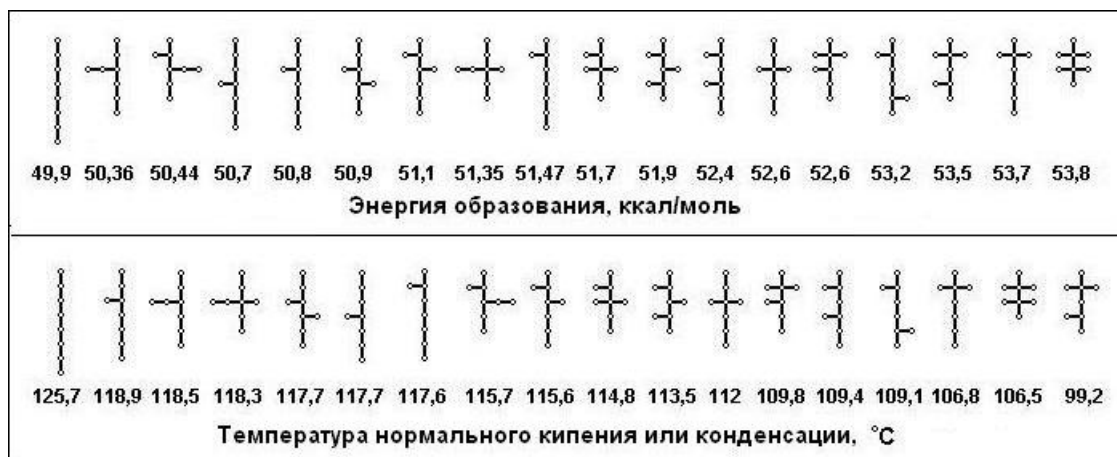 49,9 50,36 50,44 50,7 50,8 50,9 51,1 51,35 51,47 51,7 51,9 52,4 52,6 52,6 53,2 53,5 53,7 53,8
Энергия образования, ккал/моль
125,7 118,9 118,5 118,3 117,7 117,7 117,6 115,7 115,6 114,8 113,5 112 109,8 109,4 109,1 106,8 106,5 99,2
Температура нормального кипения или конденсации, °C